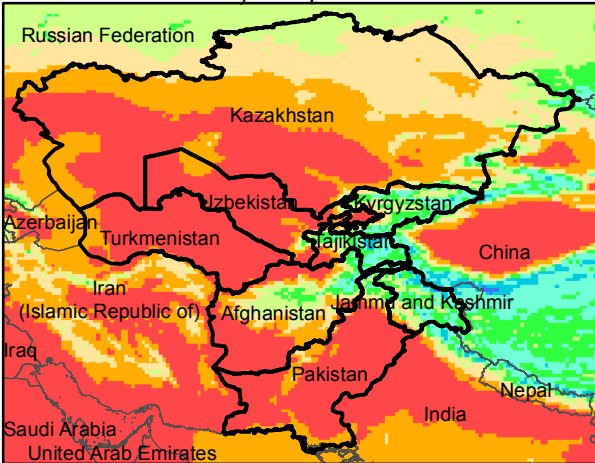 Russian Federation
Kazakhstan
Uzbekistan
Kyrgyzstan
Azerbaijan
Turkmenistan
Tajikistan
China
Iran
(Islamic Republic of)
Afghanistan
Jammu and Kashmir
Iraq
Pakistan
Nepal
India
Saudi Arabia
United Arab Emirates